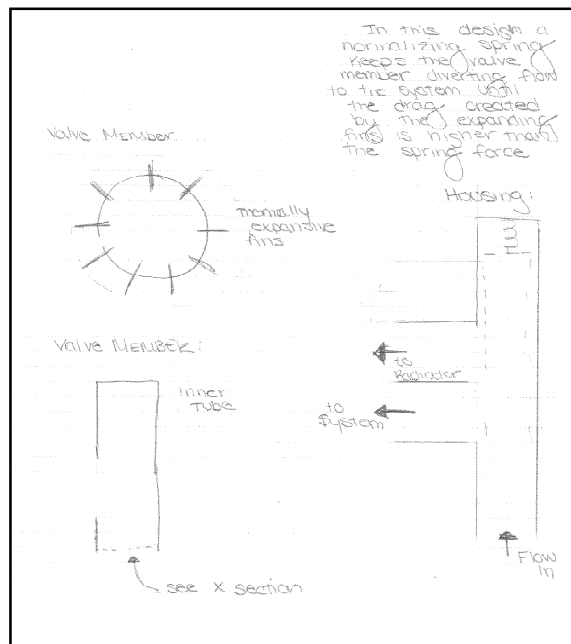 In this design a
normalizing spring
keeps the valve
member diverting flow
to the system until
the drag created
by the expanding
fins is higher than
the spring force
Valve Member
thermally
expansive
fins
Housing:
Valve MEMBER:
inner
TUBE
to
Radiator
to
System
Flow
in
see X section